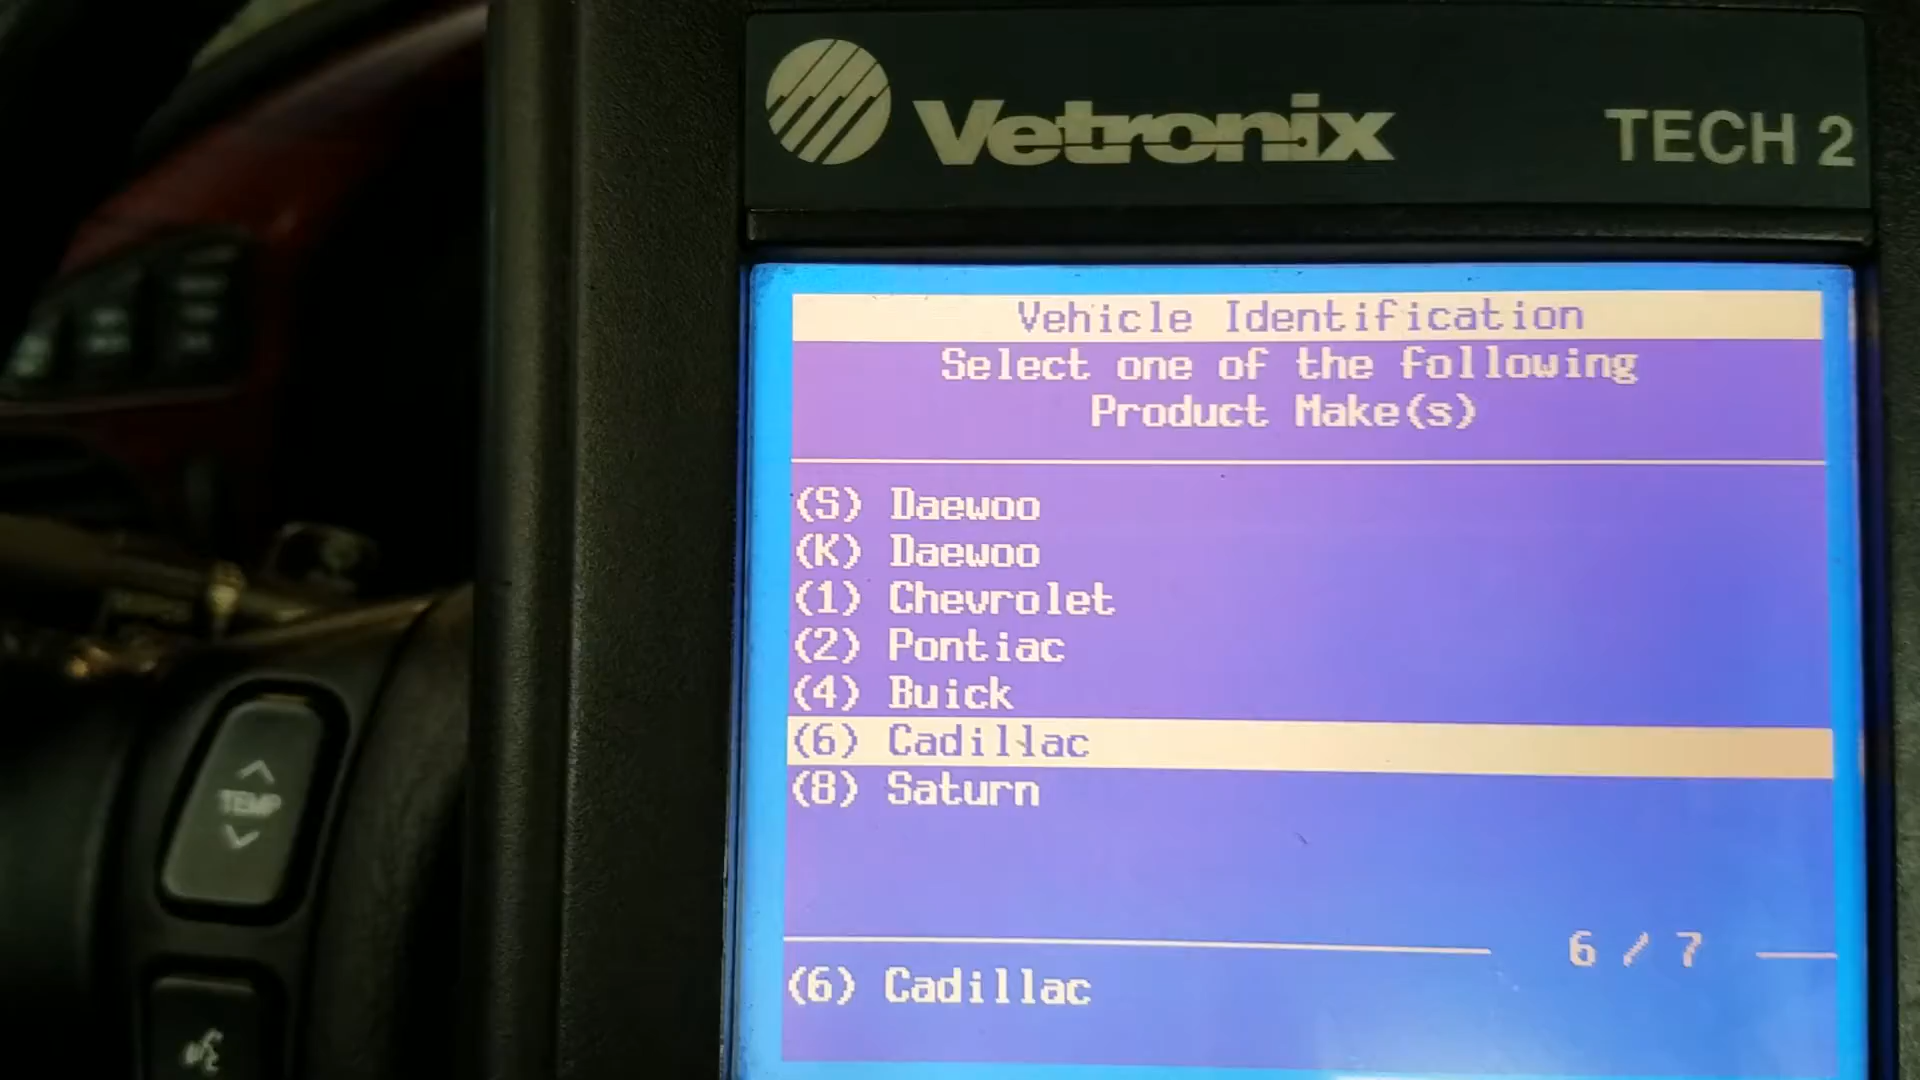 Vetronix TECH 2
Vehicle Identification
Select one of the following
Product Make(s)
(S) Daewoo
(K) Daewoo
(1) Chevrolet
(2) Pontiac
(4) Buick
(6) Cadillac
(8) Saturn
6 / 7
(6) Cadillac
TEMP